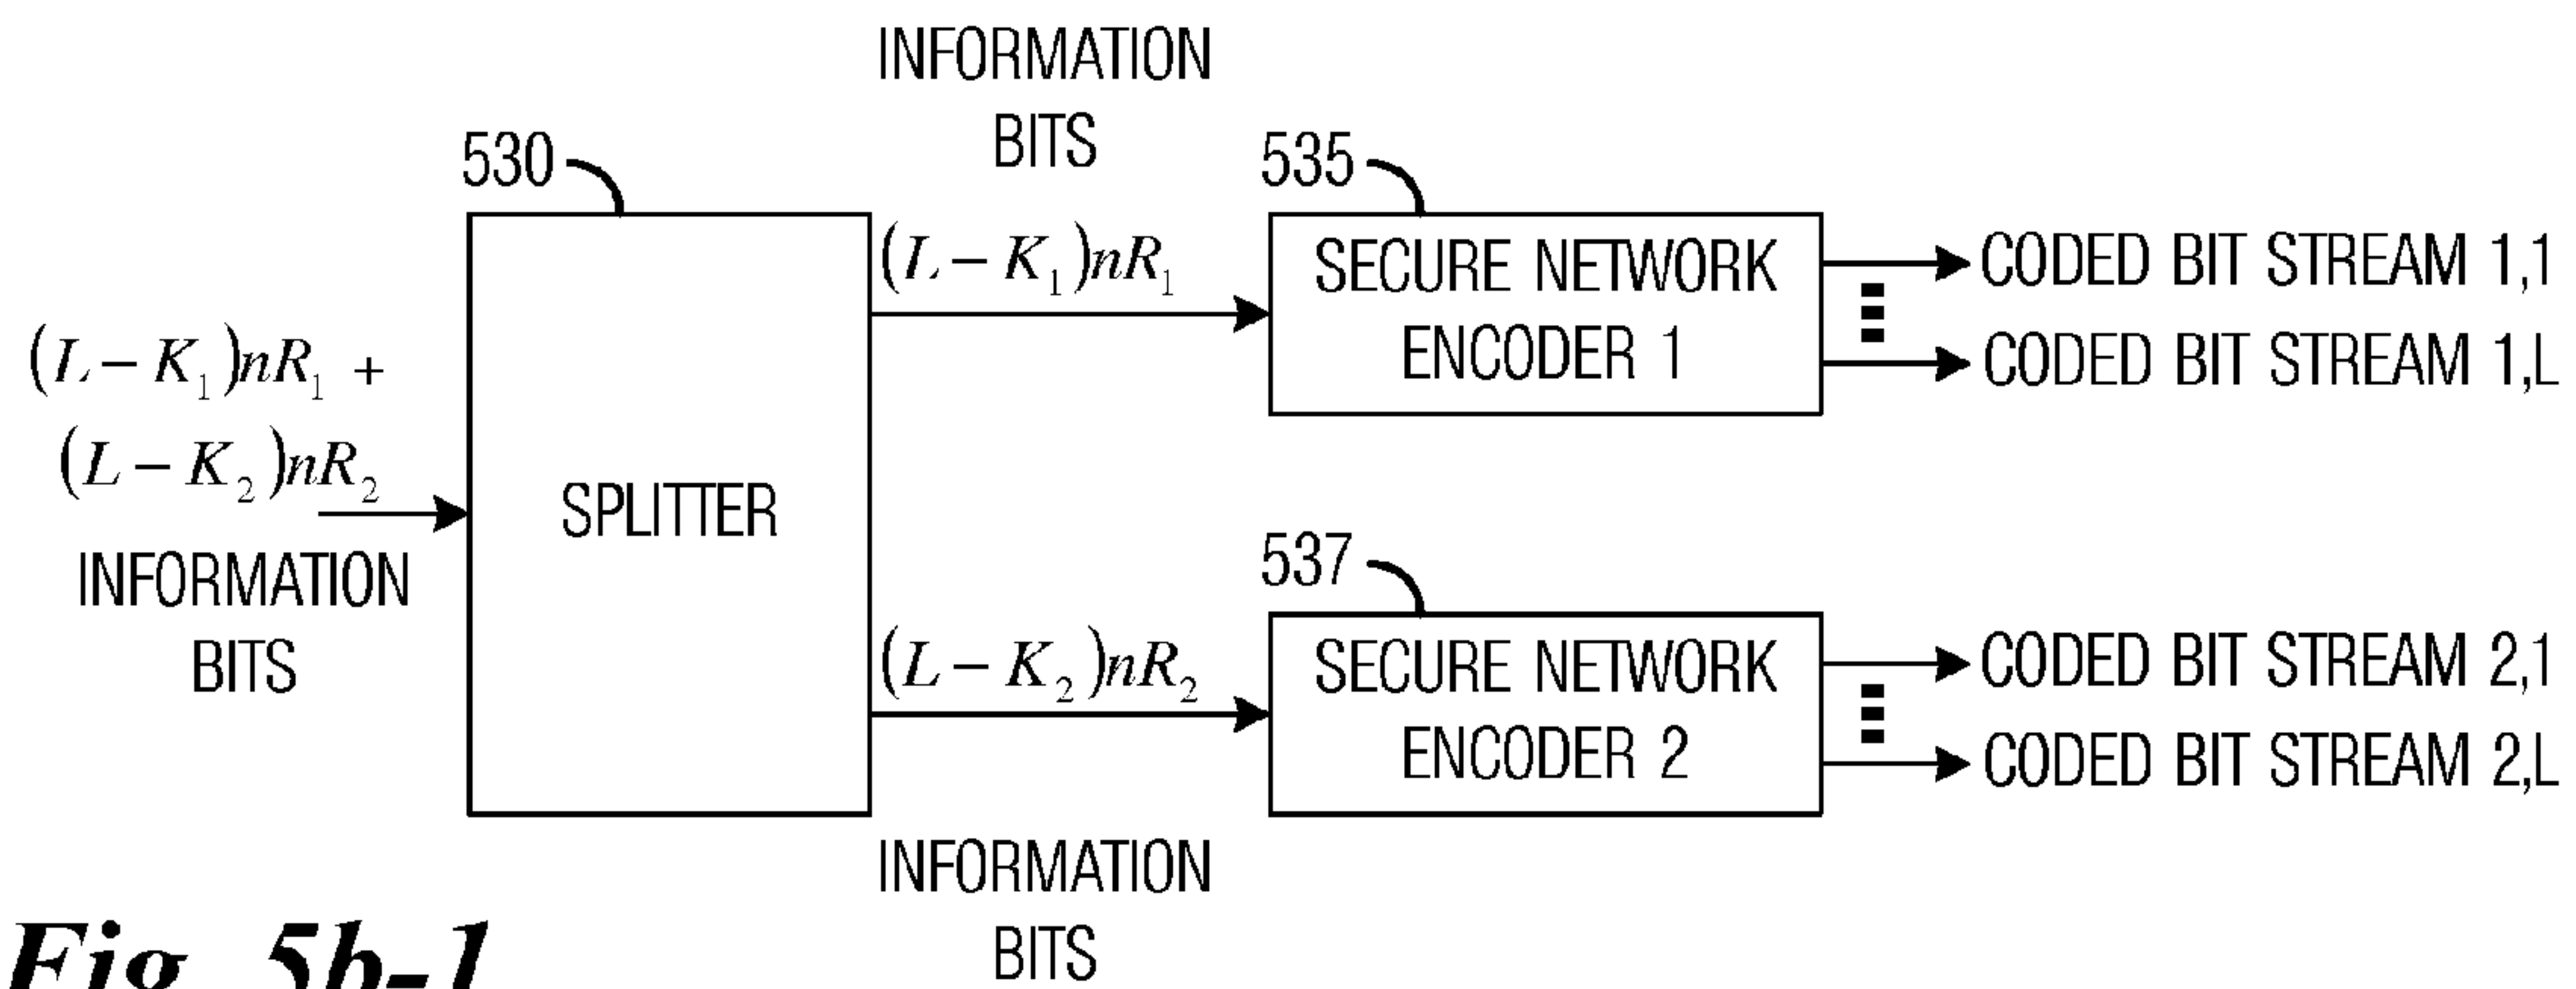 INFORMATION
BITS
530
535
(L − K₁)nR₁
SECURE NETWORK
ENCODER 1
CODED BIT STREAM 1,1
CODED BIT STREAM 1,L
(L − K₁)nR₁ +
(L − K₂)nR₂
INFORMATION
BITS
SPLITTER
537
(L − K₂)nR₂
SECURE NETWORK
ENCODER 2
CODED BIT STREAM 2,1
CODED BIT STREAM 2,L
INFORMATION
BITS
Fig. 5b-1